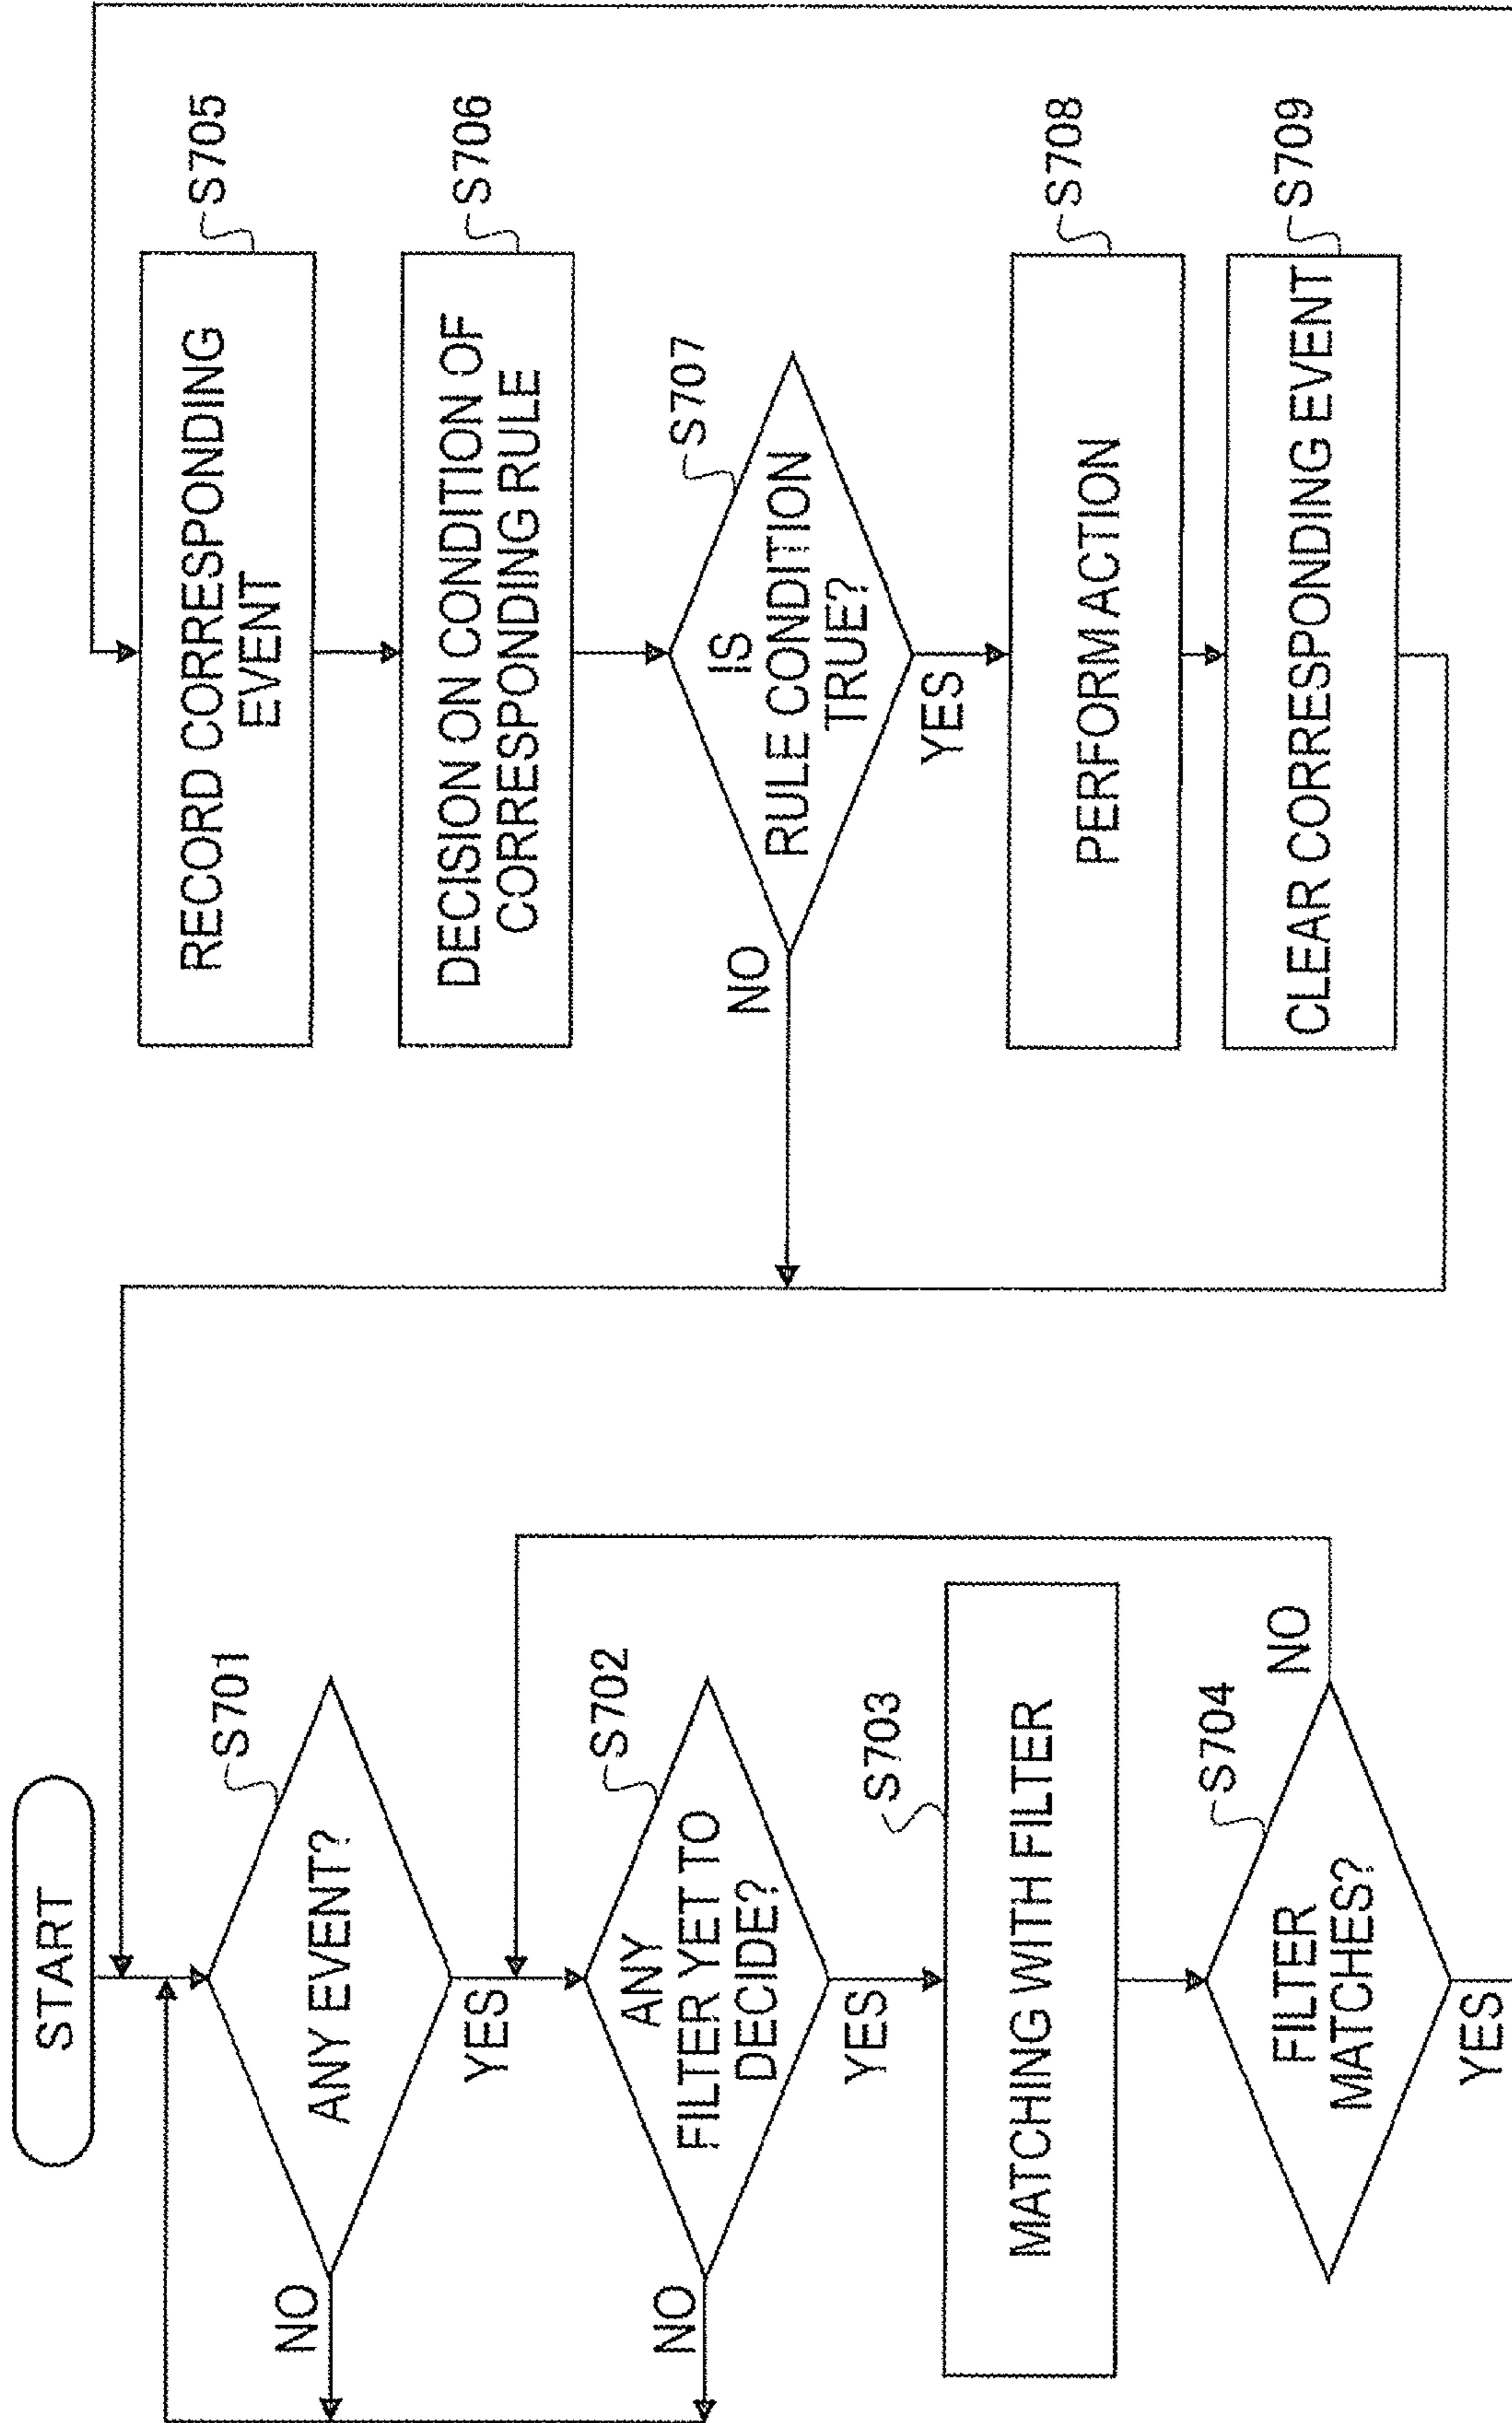 START
S701
ANY EVENT?
NO
YES
S702
ANY
FILTER YET TO
DECIDE?
NO
YES
S703
MATCHING WITH FILTER
S704
FILTER
MATCHES?
NO
YES
S705
RECORD CORRESPONDING
EVENT
S706
DECISION ON CONDITION OF
CORRESPONDING RULE
S707
IS
RULE CONDITION
TRUE?
NO
YES
S708
PERFORM ACTION
S709
CLEAR CORRESPONDING EVENT